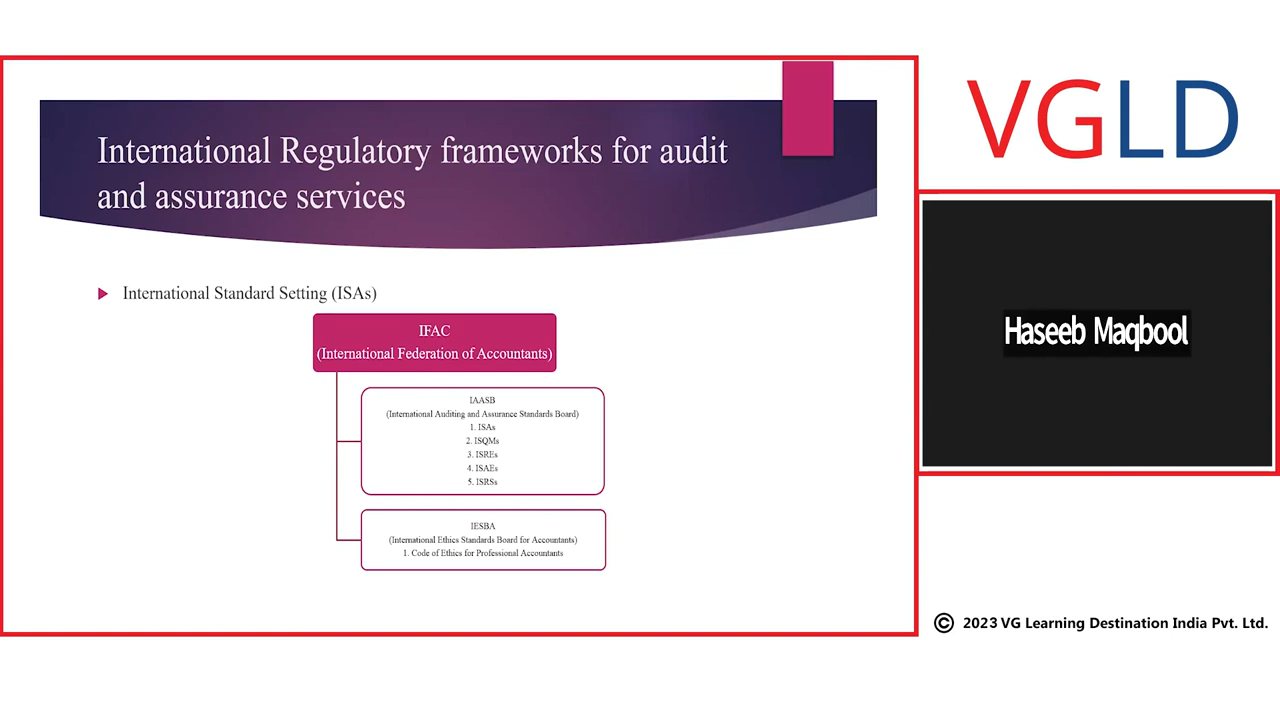 International Regulatory frameworks for audit
and assurance services
International Standard Setting (ISAs)
IFAC
(International Federation of Accountants)
IAASB
(International Auditing and Assurance Standards Board)
1. ISAs
2. ISQMs
3. ISREs
4. ISAEs
5. ISRSs
IESBA
(International Ethics Standards Board for Accountants)
1. Code of Ethics for Professional Accountants
VGLD
Haseeb Maqbool
© 2023 VG Learning Destination India Pvt. Ltd.